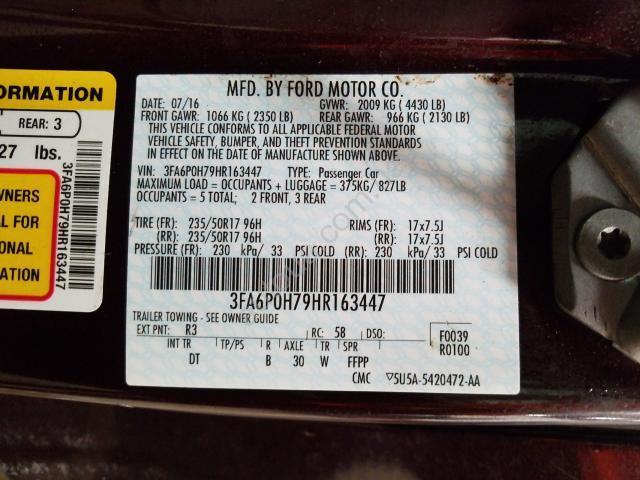 ORMATION
REAR: 3
27 lbs.
WNERS
AL FOR
ONAL
ATION
3FA6P0H79HR163447
MFD. BY FORD MOTOR CO.
DATE: 07/16 GVWR: 2009 KG ( 4430 LB)
FRONT GAWR: 1066 KG ( 2350 LB) REAR GAWR: 966 KG ( 2130 LB)
THIS VEHICLE CONFORMS TO ALL APPLICABLE FEDERAL MOTOR
VEHICLE SAFETY, BUMPER, AND THEFT PREVENTION STANDARDS
IN EFFECT ON THE DATE OF MANUFACTURE SHOWN ABOVE.
VIN: 3FA6P0H79HR163447 TYPE: Passenger Car
MAXIMUM LOAD = OCCUPANTS + LUGGAGE = 375KG/ 827LB
OCCUPANTS = 5 TOTAL; 2 FRONT, 3 REAR
TIRE (FR): 235/50R17 96H RIMS (FR): 17x7.5J
(RR): 235/50R17 96H (RR): 17x7.5J
PRESSURE (FR): 230 kPa/ 33 PSI COLD (RR): 230 kPa/ 33 PSI COLD
3FA6P0H79HR163447
TRAILER TOWING - SEE OWNER GUIDE
EXT PNT: R3 RC: 58 DSO: F0039
R0100
INT TR TP/PS R AXLE TR SPR
DT B 30 W FFPP
CMC ▽5U5A-5420472-AA